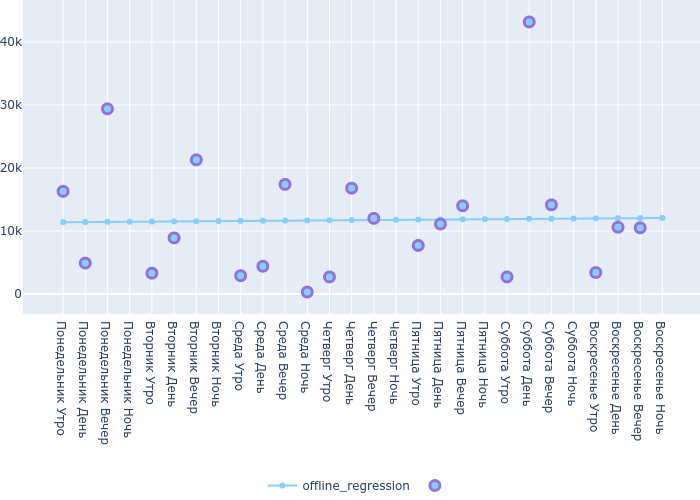 40k
30k
20k
10k
0
Понедельник Утро
Понедельник День
Понедельник Вечер
Понедельник Ночь
Вторник Утро
Вторник День
Вторник Вечер
Вторник Ночь
Среда Утро
Среда День
Среда Вечер
Среда Ночь
Четверг Утро
Четверг День
Четверг Вечер
Четверг Ночь
Пятница Утро
Пятница День
Пятница Вечер
Пятница Ночь
Суббота Утро
Суббота День
Суббота Вечер
Суббота Ночь
Воскресенье Утро
Воскресенье День
Воскресенье Вечер
Воскресенье Ночь
offline_regression